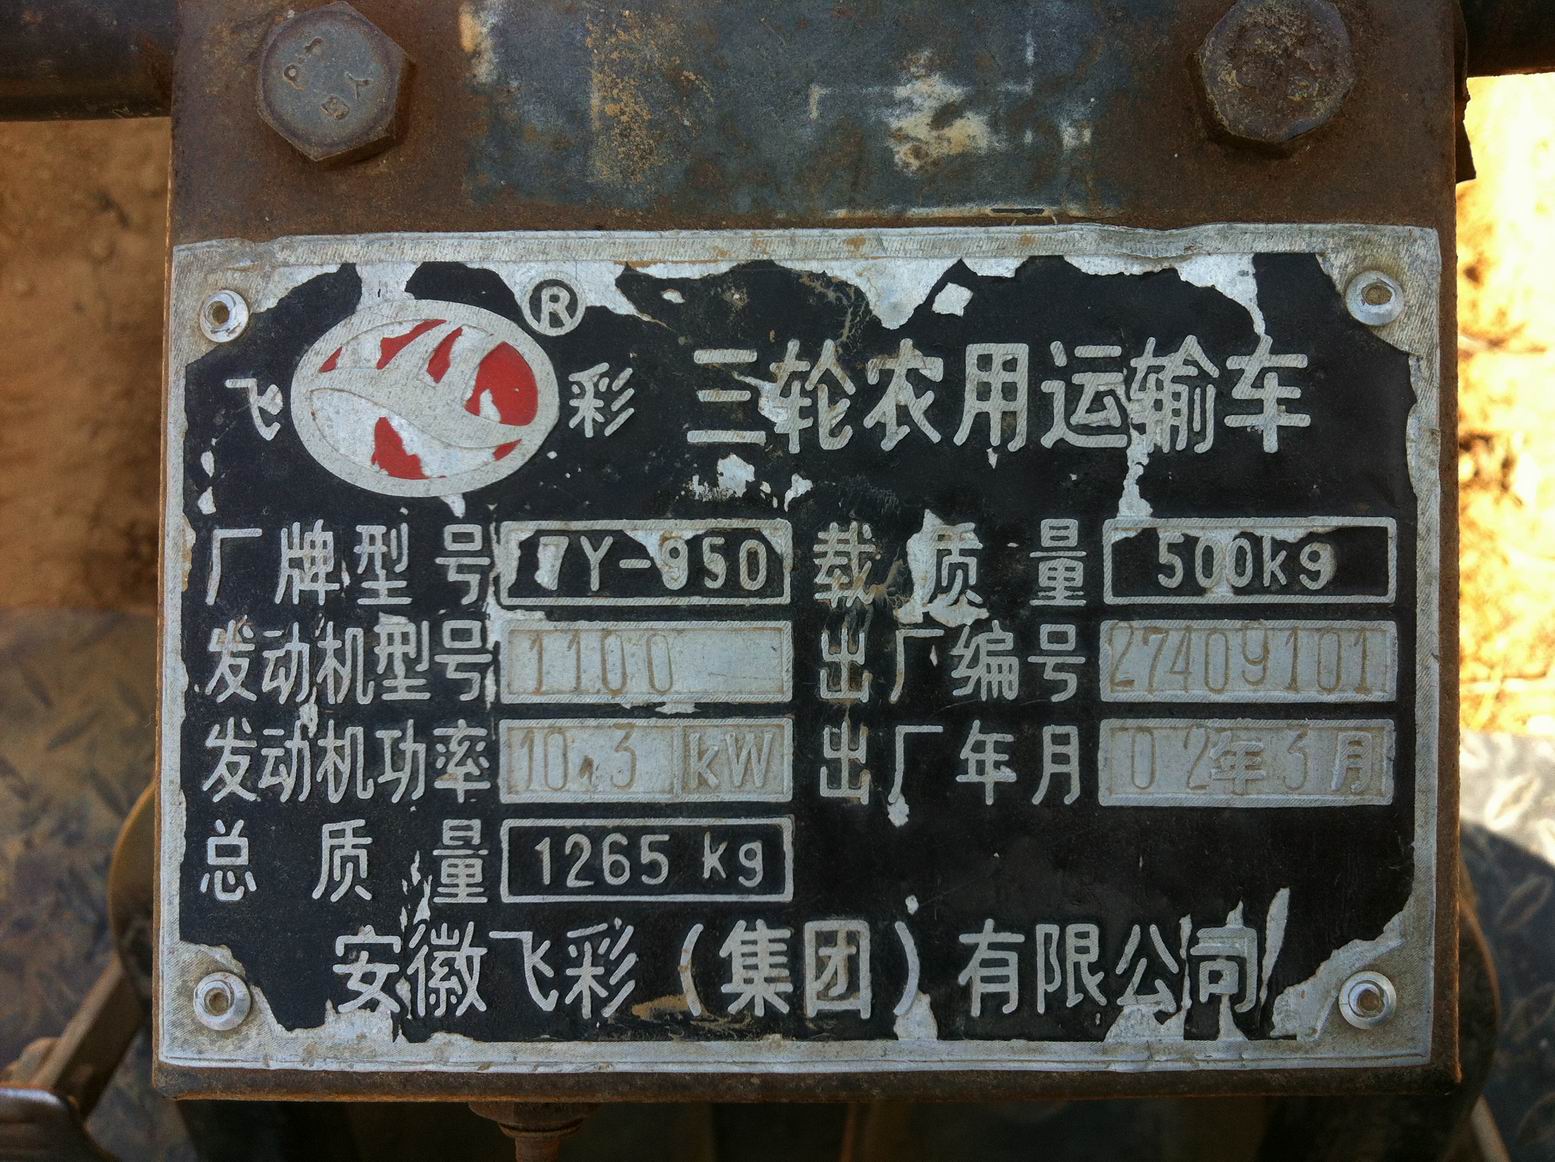 飞 ® 彩 三轮农用运输车
厂牌型号 7Y-950 载质量 500kg
发动机型号 1100 出厂编号 27409101
发动机功率 10.3 kW 出厂年月 02年3月
总质量 1265 kg
安徽飞彩(集团)有限公司